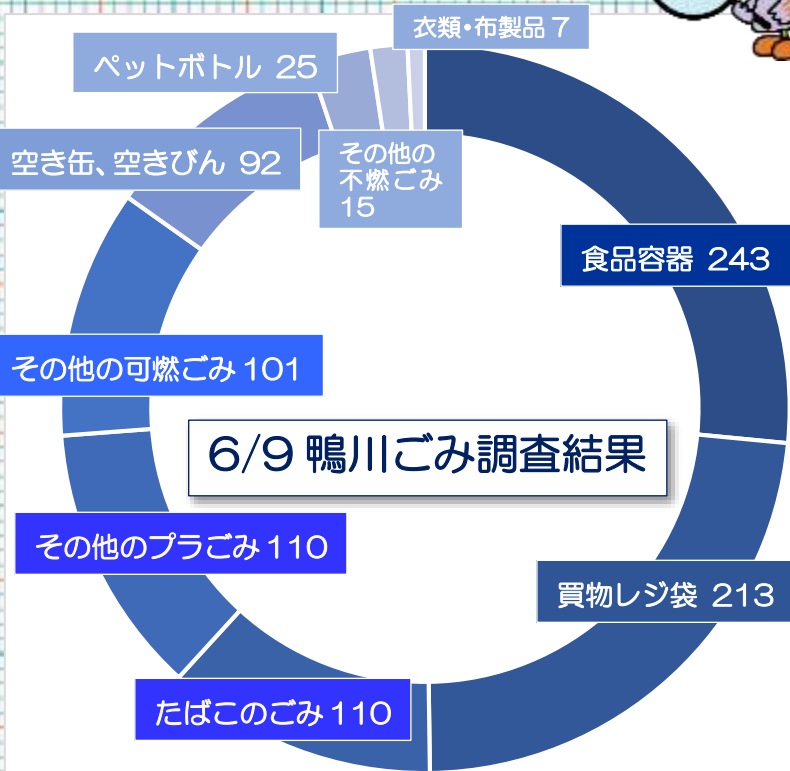 衣類・布製品 7
ペットボトル 25
空き缶、空きびん 92
その他の
不燃ごみ
15
食品容器 243
その他の可燃ごみ 101
6/9 鴨川ごみ調査結果
その他のプラごみ 110
買物レジ袋 213
たばこのごみ 110